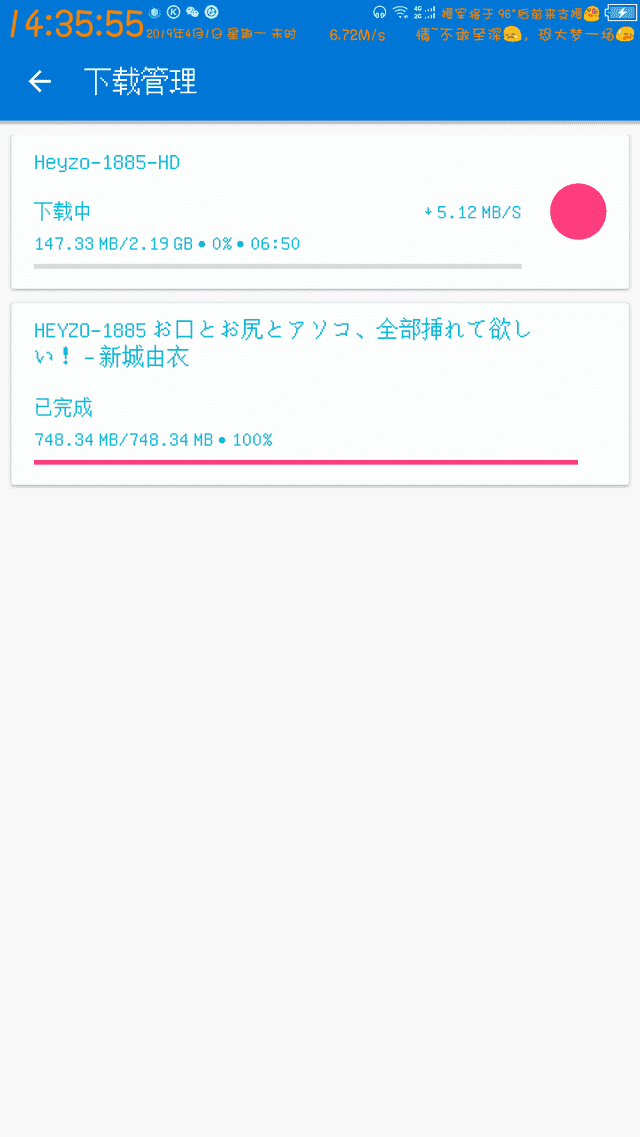 14:35:55
2019年4月1日 星期一 未时
6.72M/s
援军将于 96"后前来支援
情~不敢至深，恐大梦一场
下载管理
Heyzo-1885-HD
下载中
↓ 5.12 MB/S
147.33 MB/2.19 GB • 0% • 06:50
HEYZO-1885 お口とお尻とアソコ、全部挿れて欲し
い！ – 新城由衣
已完成
748.34 MB/748.34 MB • 100%